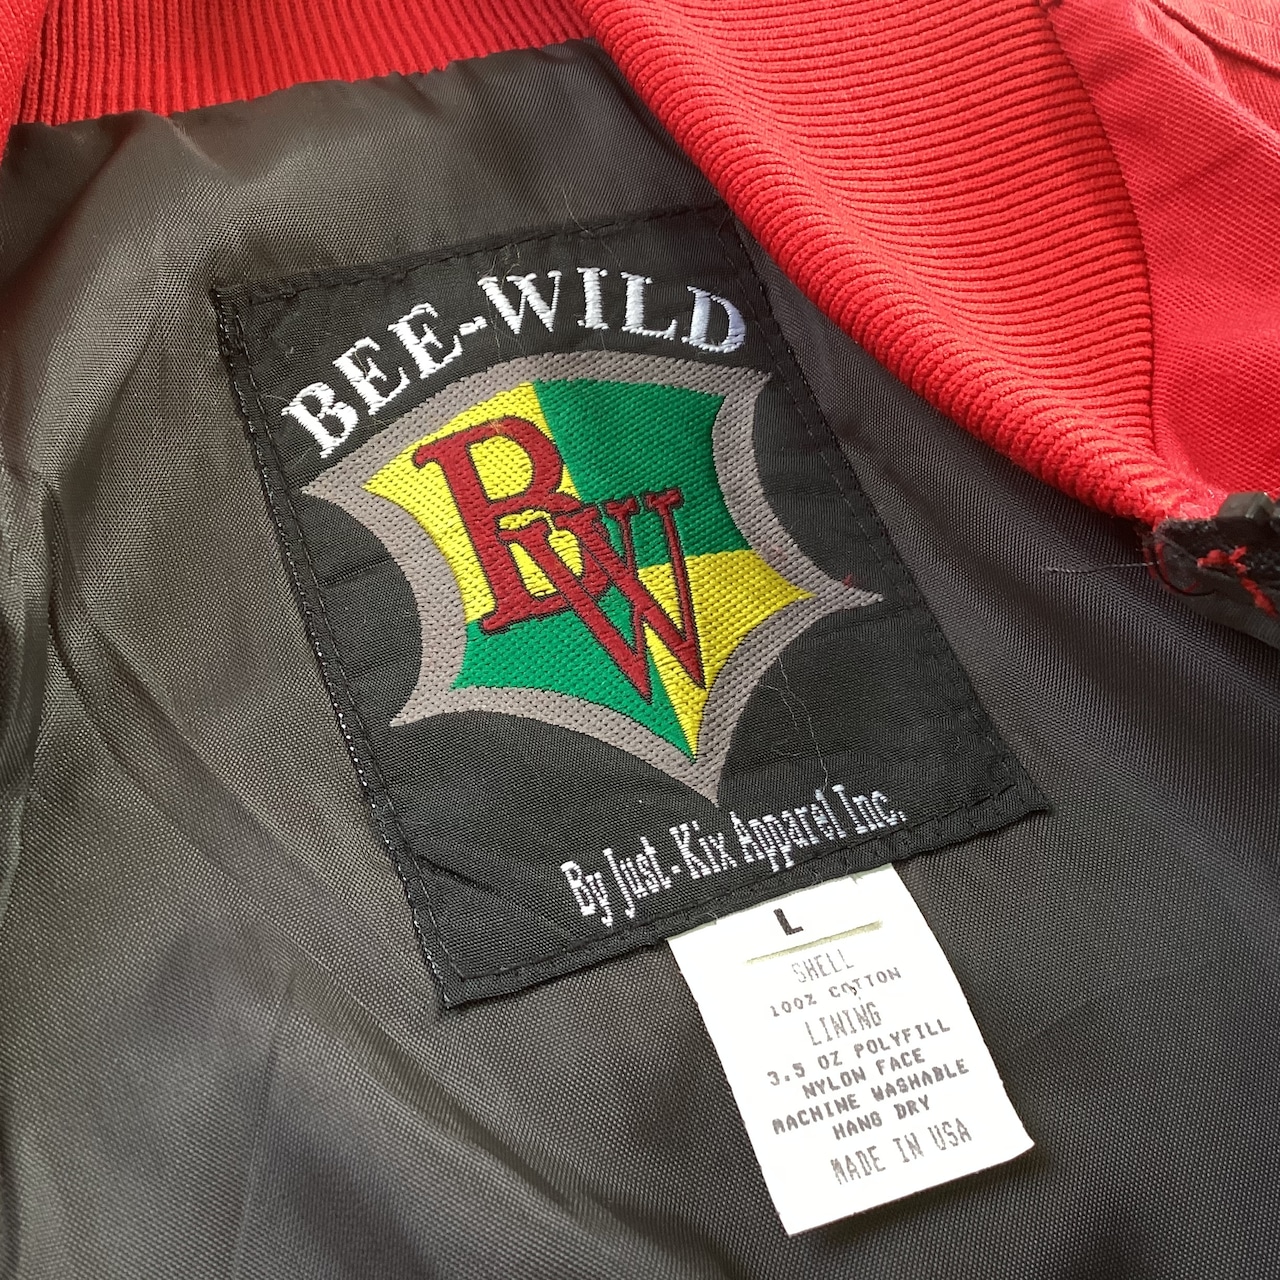 BEE-WILD
BW
By Just-Kix Apparel Inc.
L
SHELL
100% COTTON
LINING
3.5 OZ POLYFILL
NYLON FACE
MACHINE WASHABLE
HANG DRY
MADE IN USA